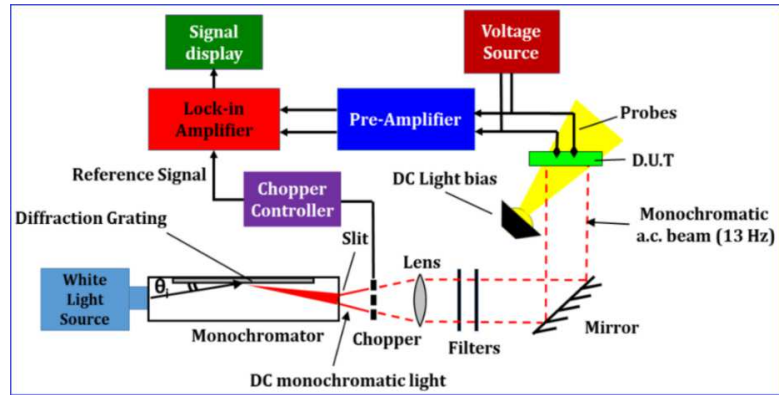 Signal
display
Voltage
Source
Lock-in
Amplifier
Pre-Amplifier
Probes
D.U.T
Reference Signal
Chopper
Controller
DC Light bias
Monochromatic
a.c. beam (13 Hz)
Diffraction Grating
Slit
Lens
White
Light
Source
θi
Monochromator
Chopper
Filters
Mirror
DC monochromatic light